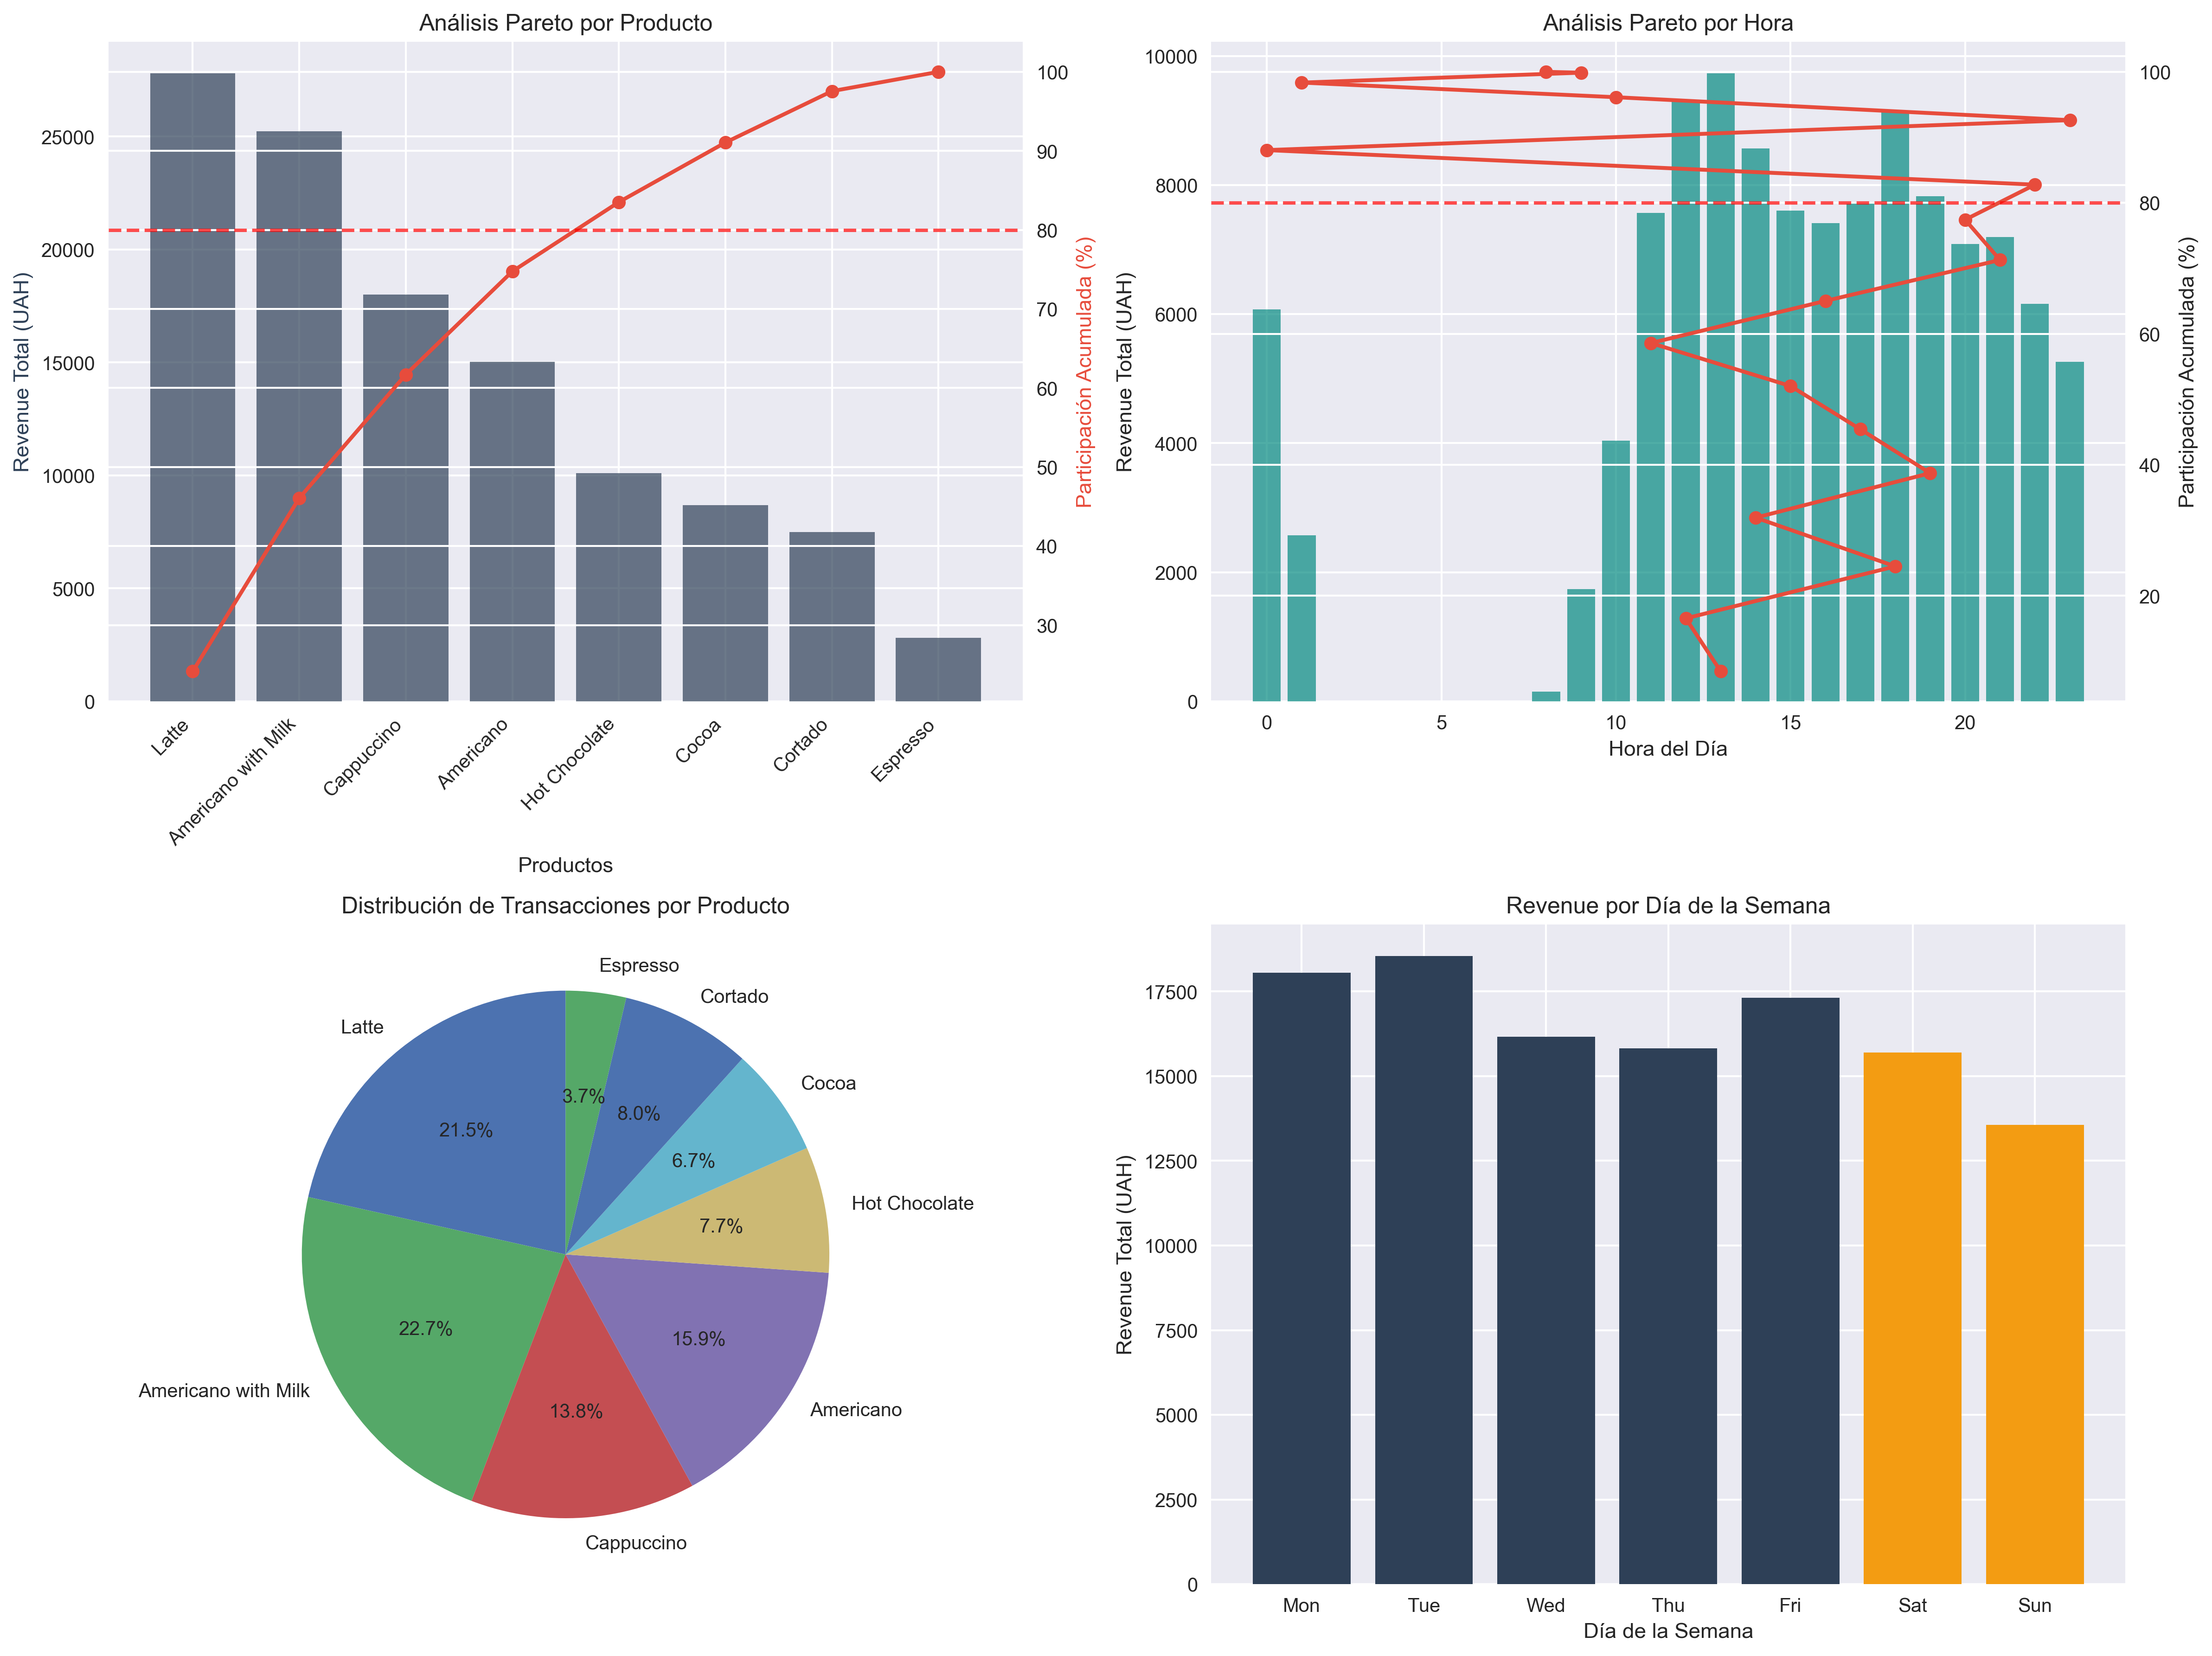 Análisis Pareto por Producto
Revenue Total (UAH)
25000
20000
15000
10000
5000
0
100
90
80
70
60
50
40
30
Participación Acumulada (%)
Latte
Americano with Milk
Cappuccino
Americano
Hot Chocolate
Cocoa
Cortado
Espresso
Productos
Análisis Pareto por Hora
Revenue Total (UAH)
10000
8000
6000
4000
2000
0
100
80
60
40
20
Participación Acumulada (%)
0 5 10 15 20
Hora del Día
Distribución de Transacciones por Producto
Espresso
Cortado
Latte
Cocoa
3.7%
8.0%
21.5%
6.7%
Hot Chocolate
7.7%
22.7%
15.9%
Americano with Milk
13.8%
Americano
Cappuccino
Revenue por Día de la Semana
Revenue Total (UAH)
17500
15000
12500
10000
7500
5000
2500
0
Mon Tue Wed Thu Fri Sat Sun
Día de la Semana